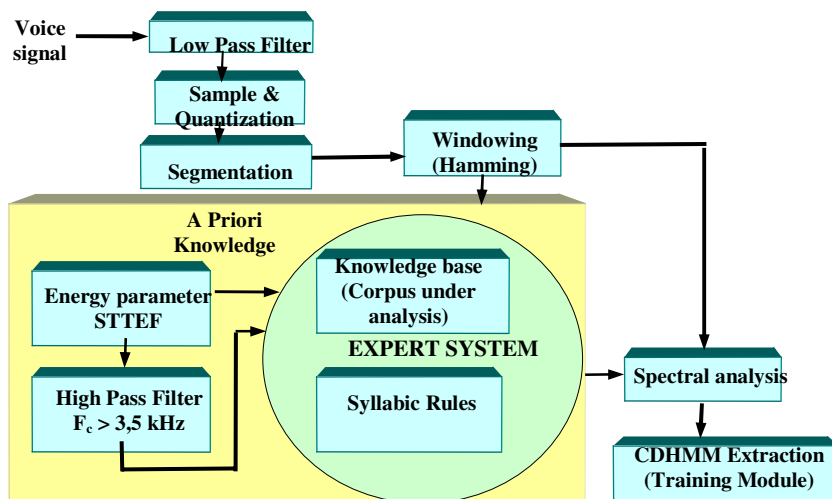 Voice
signal
Low Pass Filter
Sample &
Quantization
Segmentation
Windowing
(Hamming)
A Priori
Knowledge
Energy parameter
STTEF
High Pass Filter
Fc > 3,5 kHz
Knowledge base
(Corpus under
analysis)
EXPERT SYSTEM
Syllabic Rules
Spectral analysis
CDHMM Extraction
(Training Module)